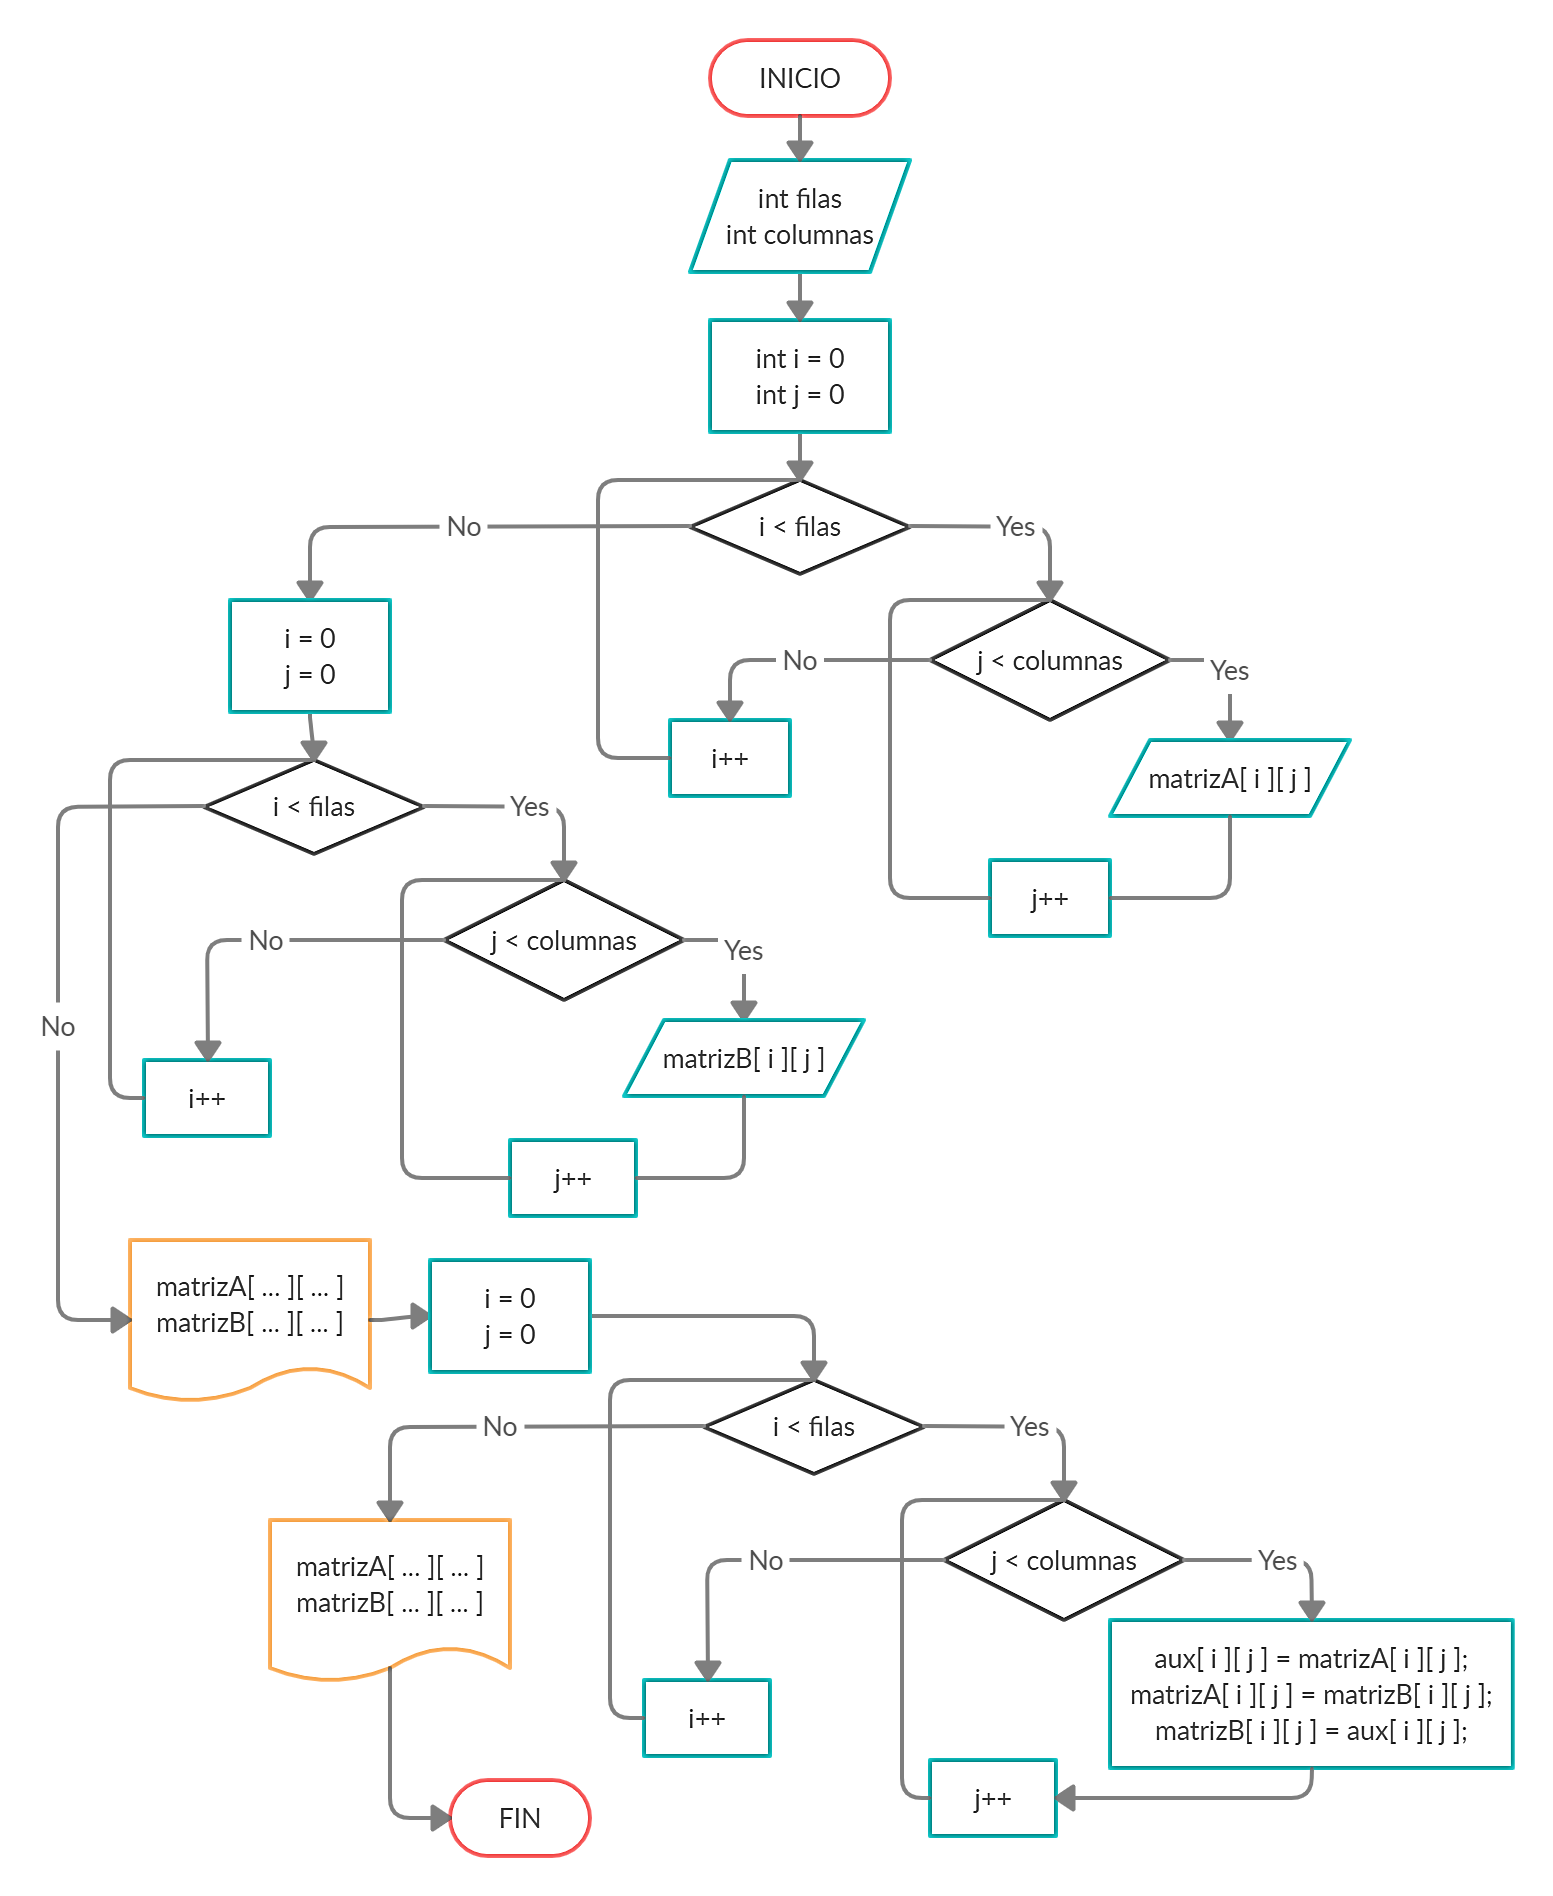 INICIO
int filas
int columnas
int i = 0
int j = 0
i < filas
No
Yes
i = 0
j = 0
j < columnas
No
Yes
i++
matrizA[ i ][ j ]
j++
i < filas
Yes
No
j < columnas
No
Yes
i++
matrizB[ i ][ j ]
j++
matrizA[ ... ][ ... ]
matrizB[ ... ][ ... ]
i = 0
j = 0
i < filas
No
Yes
matrizA[ ... ][ ... ]
matrizB[ ... ][ ... ]
j < columnas
No
Yes
i++
aux[ i ][ j ] = matrizA[ i ][ j ];
matrizA[ i ][ j ] = matrizB[ i ][ j ];
matrizB[ i ][ j ] = aux[ i ][ j ];
j++
FIN